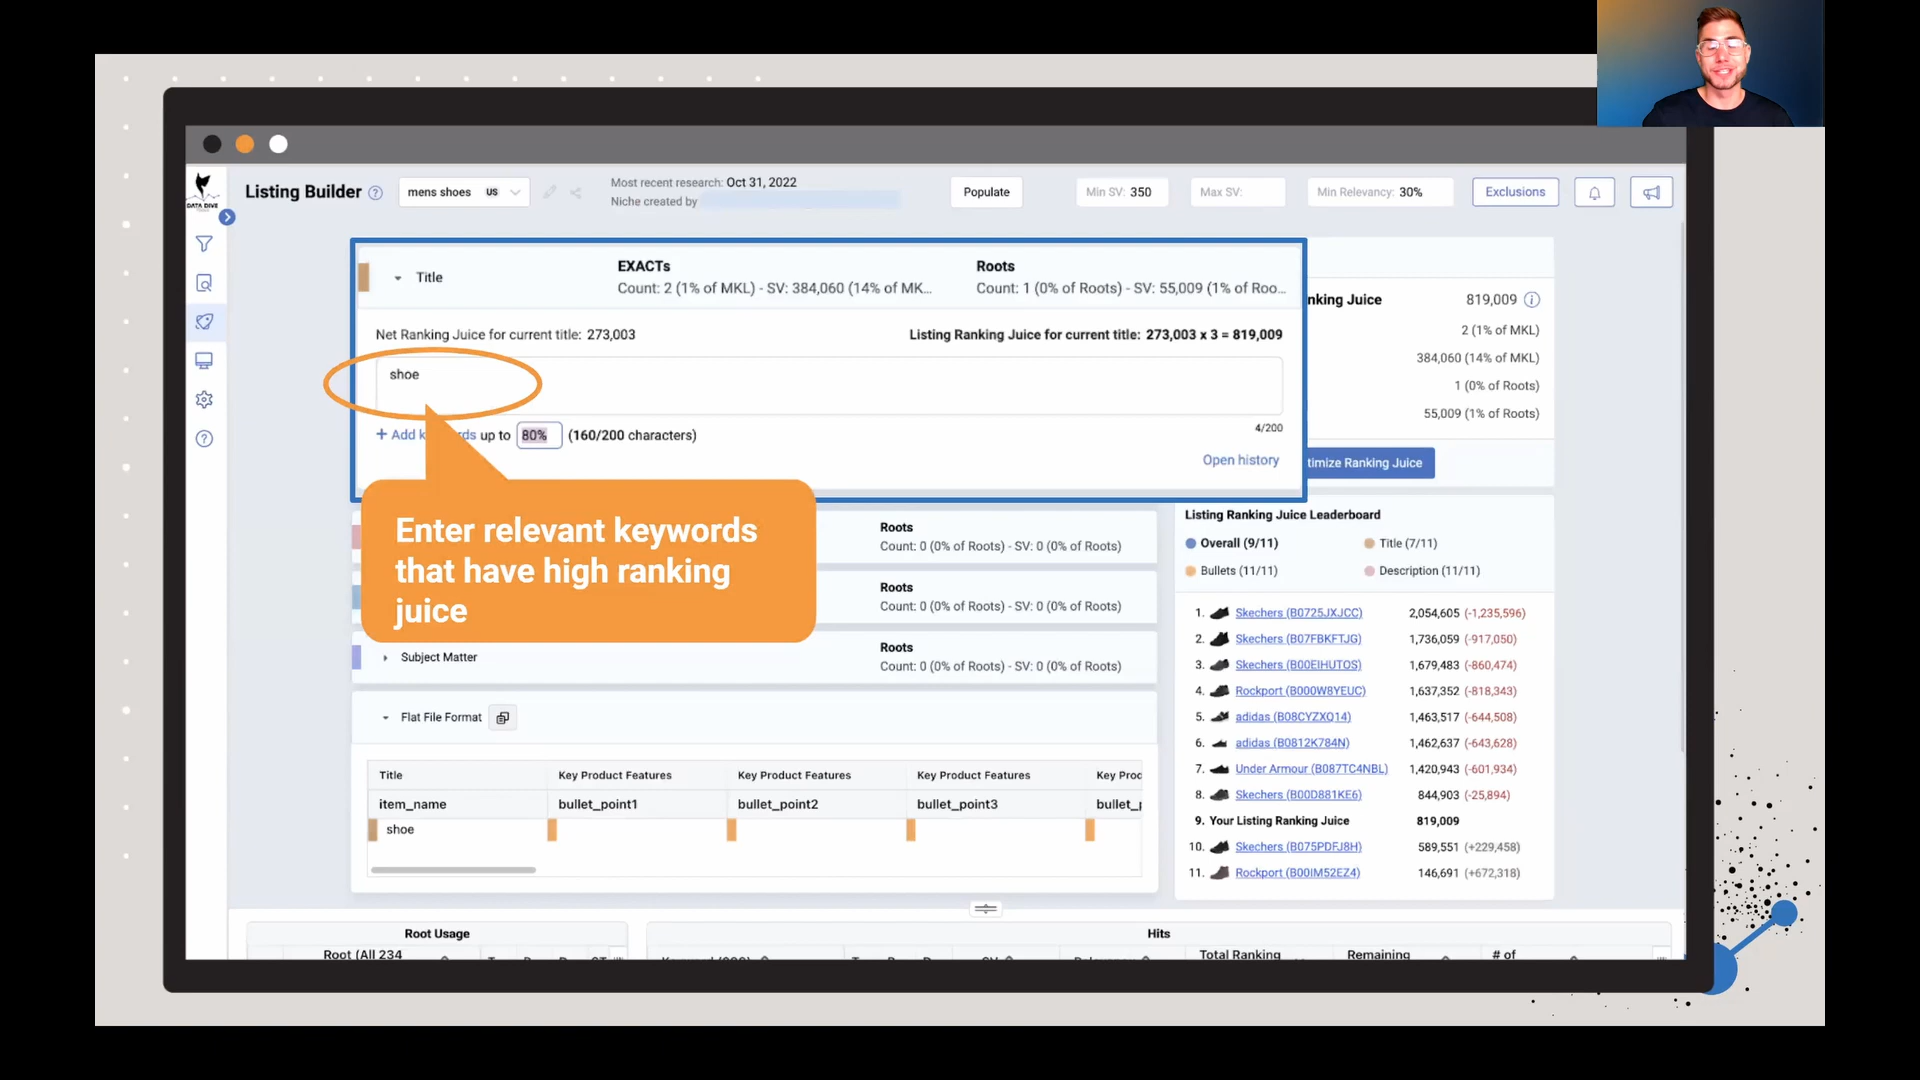 DATA DIVE
Listing Builder
mens shoes US
Most recent research: Oct 31, 2022
Niche created by
Populate
Min SV: 350
Max SV:
Min Relevancy: 30%
Exclusions
Title
EXACTs
Count: 2 (1% of MKL) - SV: 384,060 (14% of MK...
Roots
Count: 1 (0% of Roots) - SV: 55,009 (1% of Roo...
Net Ranking Juice for current title: 273,003
Listing Ranking Juice for current title: 273,003 x 3 = 819,009
shoe
+ Add k rds up to 80% (160/200 characters)
4/200
Open history
nking Juice 819,009
2 (1% of MKL)
384,060 (14% of MKL)
1 (0% of Roots)
55,009 (1% of Roots)
timize Ranking Juice
Enter relevant keywords
that have high ranking
juice
Roots
Count: 0 (0% of Roots) - SV: 0 (0% of Roots)
Roots
Count: 0 (0% of Roots) - SV: 0 (0% of Roots)
Subject Matter
Roots
Count: 0 (0% of Roots) - SV: 0 (0% of Roots)
Flat File Format
Title Key Product Features Key Product Features Key Product Features Key Proc
item_name bullet_point1 bullet_point2 bullet_point3 bullet_p
shoe
Listing Ranking Juice Leaderboard
Overall (9/11) Title (7/11)
Bullets (11/11) Description (11/11)
1. Skechers (B0725JXJCC) 2,054,605 (-1,235,596)
2. Skechers (B07FBKFTJG) 1,736,059 (-917,050)
3. Skechers (B00EIHUTOS) 1,679,483 (-860,474)
4. Rockport (B000W8YEUC) 1,637,352 (-818,343)
5. adidas (B08CYZXQ14) 1,463,517 (-644,508)
6. adidas (B0812K784N) 1,462,637 (-643,628)
7. Under Armour (B087TC4NBL) 1,420,943 (-601,934)
8. Skechers (B00D881KE6) 844,903 (-25,894)
9. Your Listing Ranking Juice 819,009
10. Skechers (B075PDFJ8H) 589,551 (+229,458)
11. Rockport (B00IM52EZ4) 146,691 (+672,318)
Root Usage
Hits
Root (All 234
Total Ranking
Remaining
# of